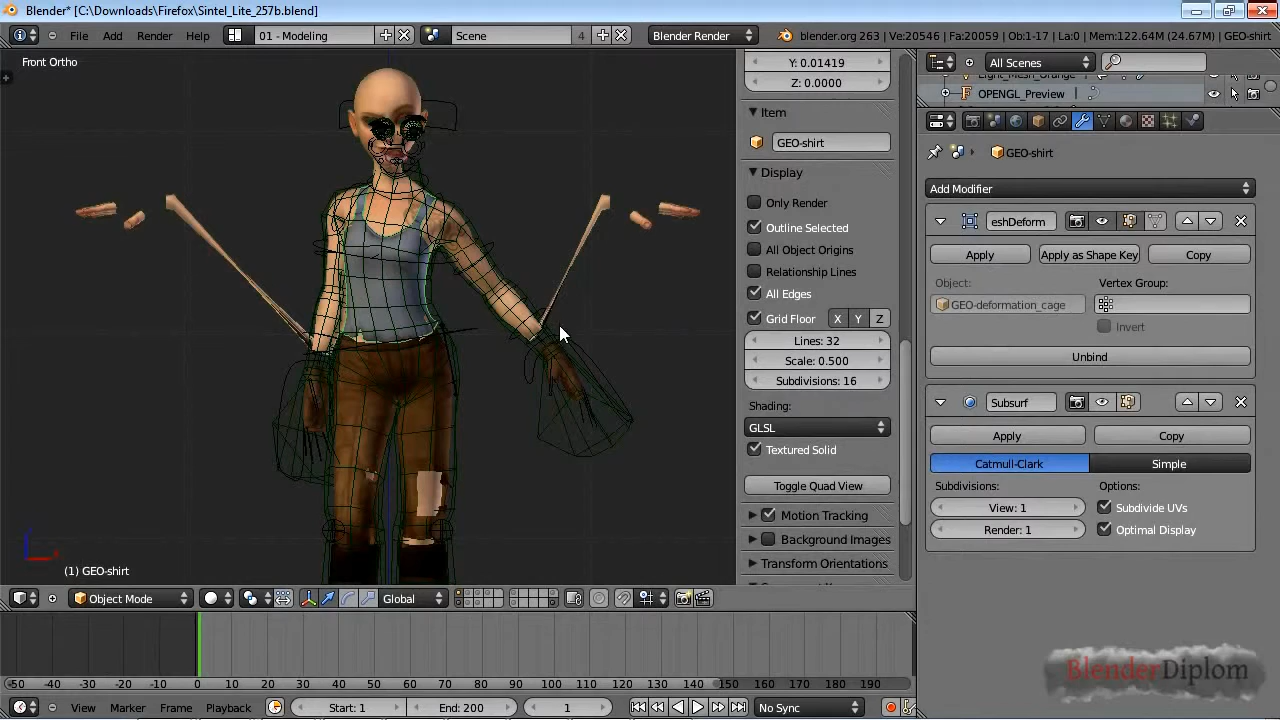 Blender* [C:\Downloads\Firefox\Sintel_Lite_257b.blend]
File Add Render Help 01 - Modeling Scene 4 Blender Render blender.org 263 | Ve:20546 | Fa:20059 | Ob:1-17 | La:0 | Mem:122.64M (24.67M) | GEO-shirt
Front Ortho
Y: 0.01419
Z: 0.0000
Item
GEO-shirt
Display
Only Render
Outline Selected
All Object Origins
Relationship Lines
All Edges
Grid Floor X Y Z
Lines: 32
Scale: 0.500
Subdivisions: 16
Shading:
GLSL
Textured Solid
Toggle Quad View
Motion Tracking
Background Images
Transform Orientations
(1) GEO-shirt
Object Mode Global
All Scenes
Light_Mesh_Orange
OPENGL_Preview
GEO-shirt
Add Modifier
eshDeform
Apply Apply as Shape Key Copy
Object: Vertex Group:
GEO-deformation_cage
Invert
Unbind
Subsurf
Apply Copy
Catmull-Clark Simple
Subdivisions: Options:
View: 1 Subdivide UVs
Render: 1 Optimal Display
-50 -40 -30 -20 -10 0 10 20 30 40 50 60 70 80 90 100 110 120 130 140 150 160 170 180 190
View Marker Frame Playback Start: 1 End: 200 1 No Sync
BlenderDiplom